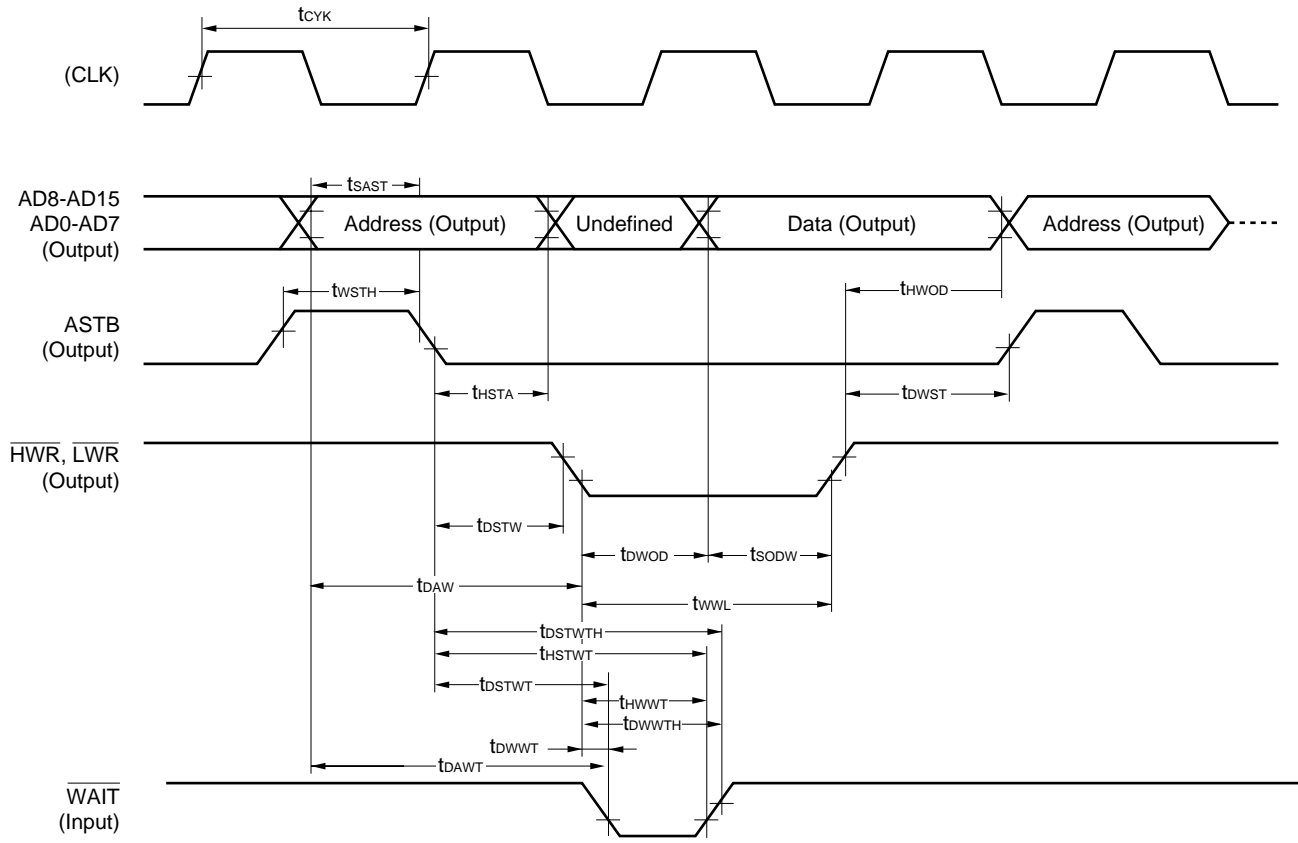 tCYK
(CLK)
AD8-AD15
AD0-AD7
(Output)
tSAST
Address (Output)
Undefined
Data (Output)
Address (Output)
tWSTH
tHWOD
ASTB
(Output)
tHSTA
tDWST
HWR, LWR
(Output)
tDSTW
tDWOD
tSODW
tDAW
tWWL
tDSTWTH
tHSTWT
tDSTWT
tHWWT
tDWWTH
tDWWT
tDAWT
WAIT
(Input)